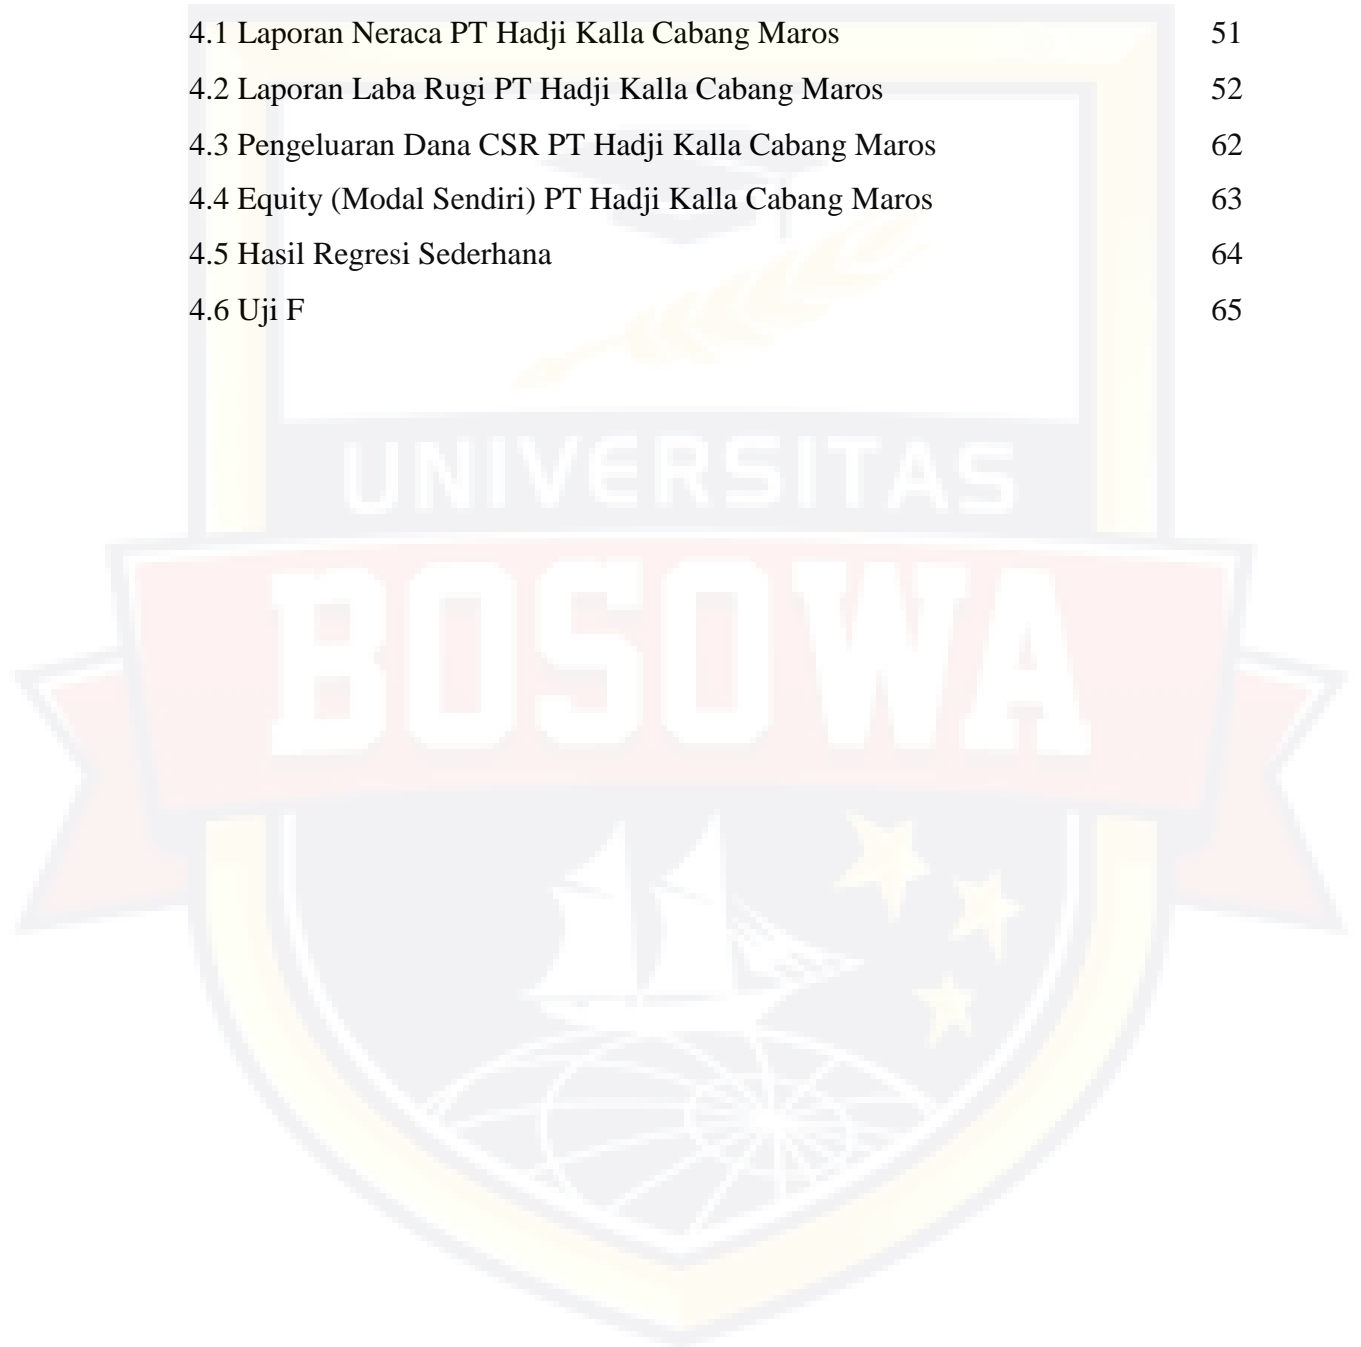 4.1 Laporan Neraca PT Hadji Kalla Cabang Maros 51
4.2 Laporan Laba Rugi PT Hadji Kalla Cabang Maros 52
4.3 Pengeluaran Dana CSR PT Hadji Kalla Cabang Maros 62
4.4 Equity (Modal Sendiri) PT Hadji Kalla Cabang Maros 63
4.5 Hasil Regresi Sederhana 64
4.6 Uji F 65
UNIVERSITAS
BOSOWA